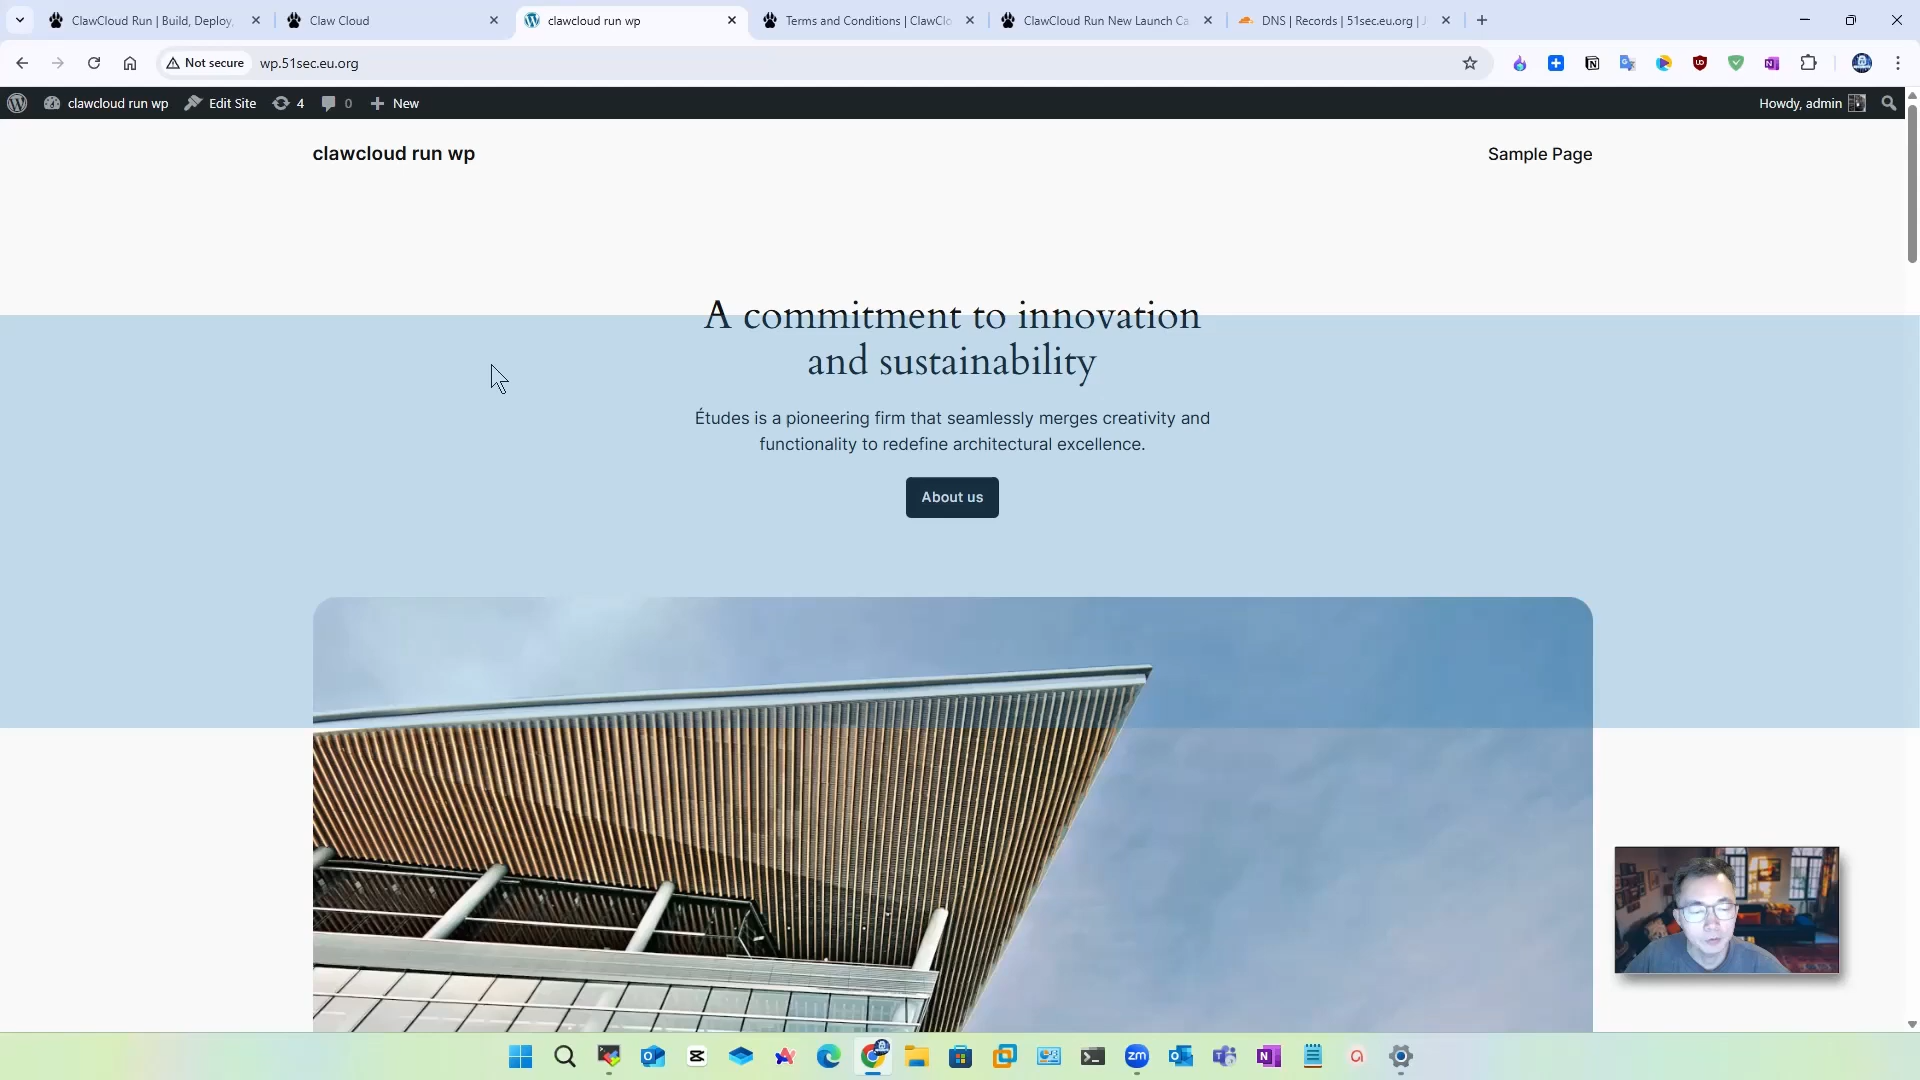 ClawCloud Run | Build, Deploy,
Claw Cloud
clawcloud run wp
Terms and Conditions | ClawClo
ClawCloud Run New Launch Ca
DNS | Records | 51sec.eu.org |
Not secure
wp.51sec.eu.org
clawcloud run wp
Edit Site
4
0
New
Howdy, admin
clawcloud run wp
Sample Page
A commitment to innovation
and sustainability
Études is a pioneering firm that seamlessly merges creativity and
functionality to redefine architectural excellence.
About us